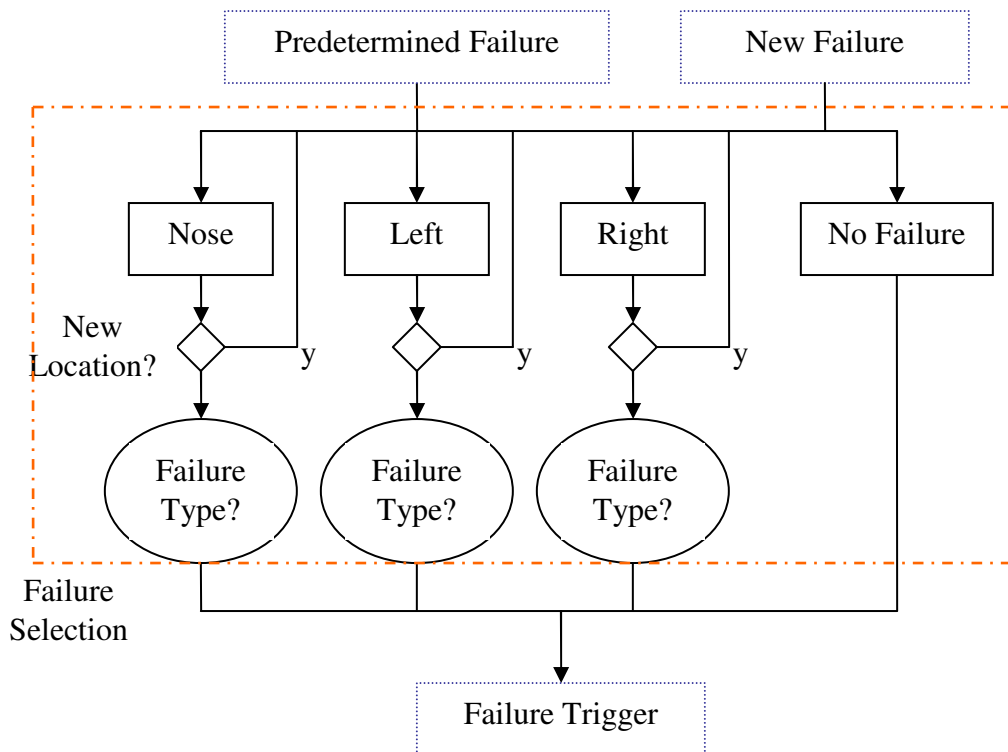 Predetermined Failure
New Failure
Nose
Left
Right
No Failure
New
Location?
y
y
y
Failure
Type?
Failure
Type?
Failure
Type?
Failure
Selection
Failure Trigger